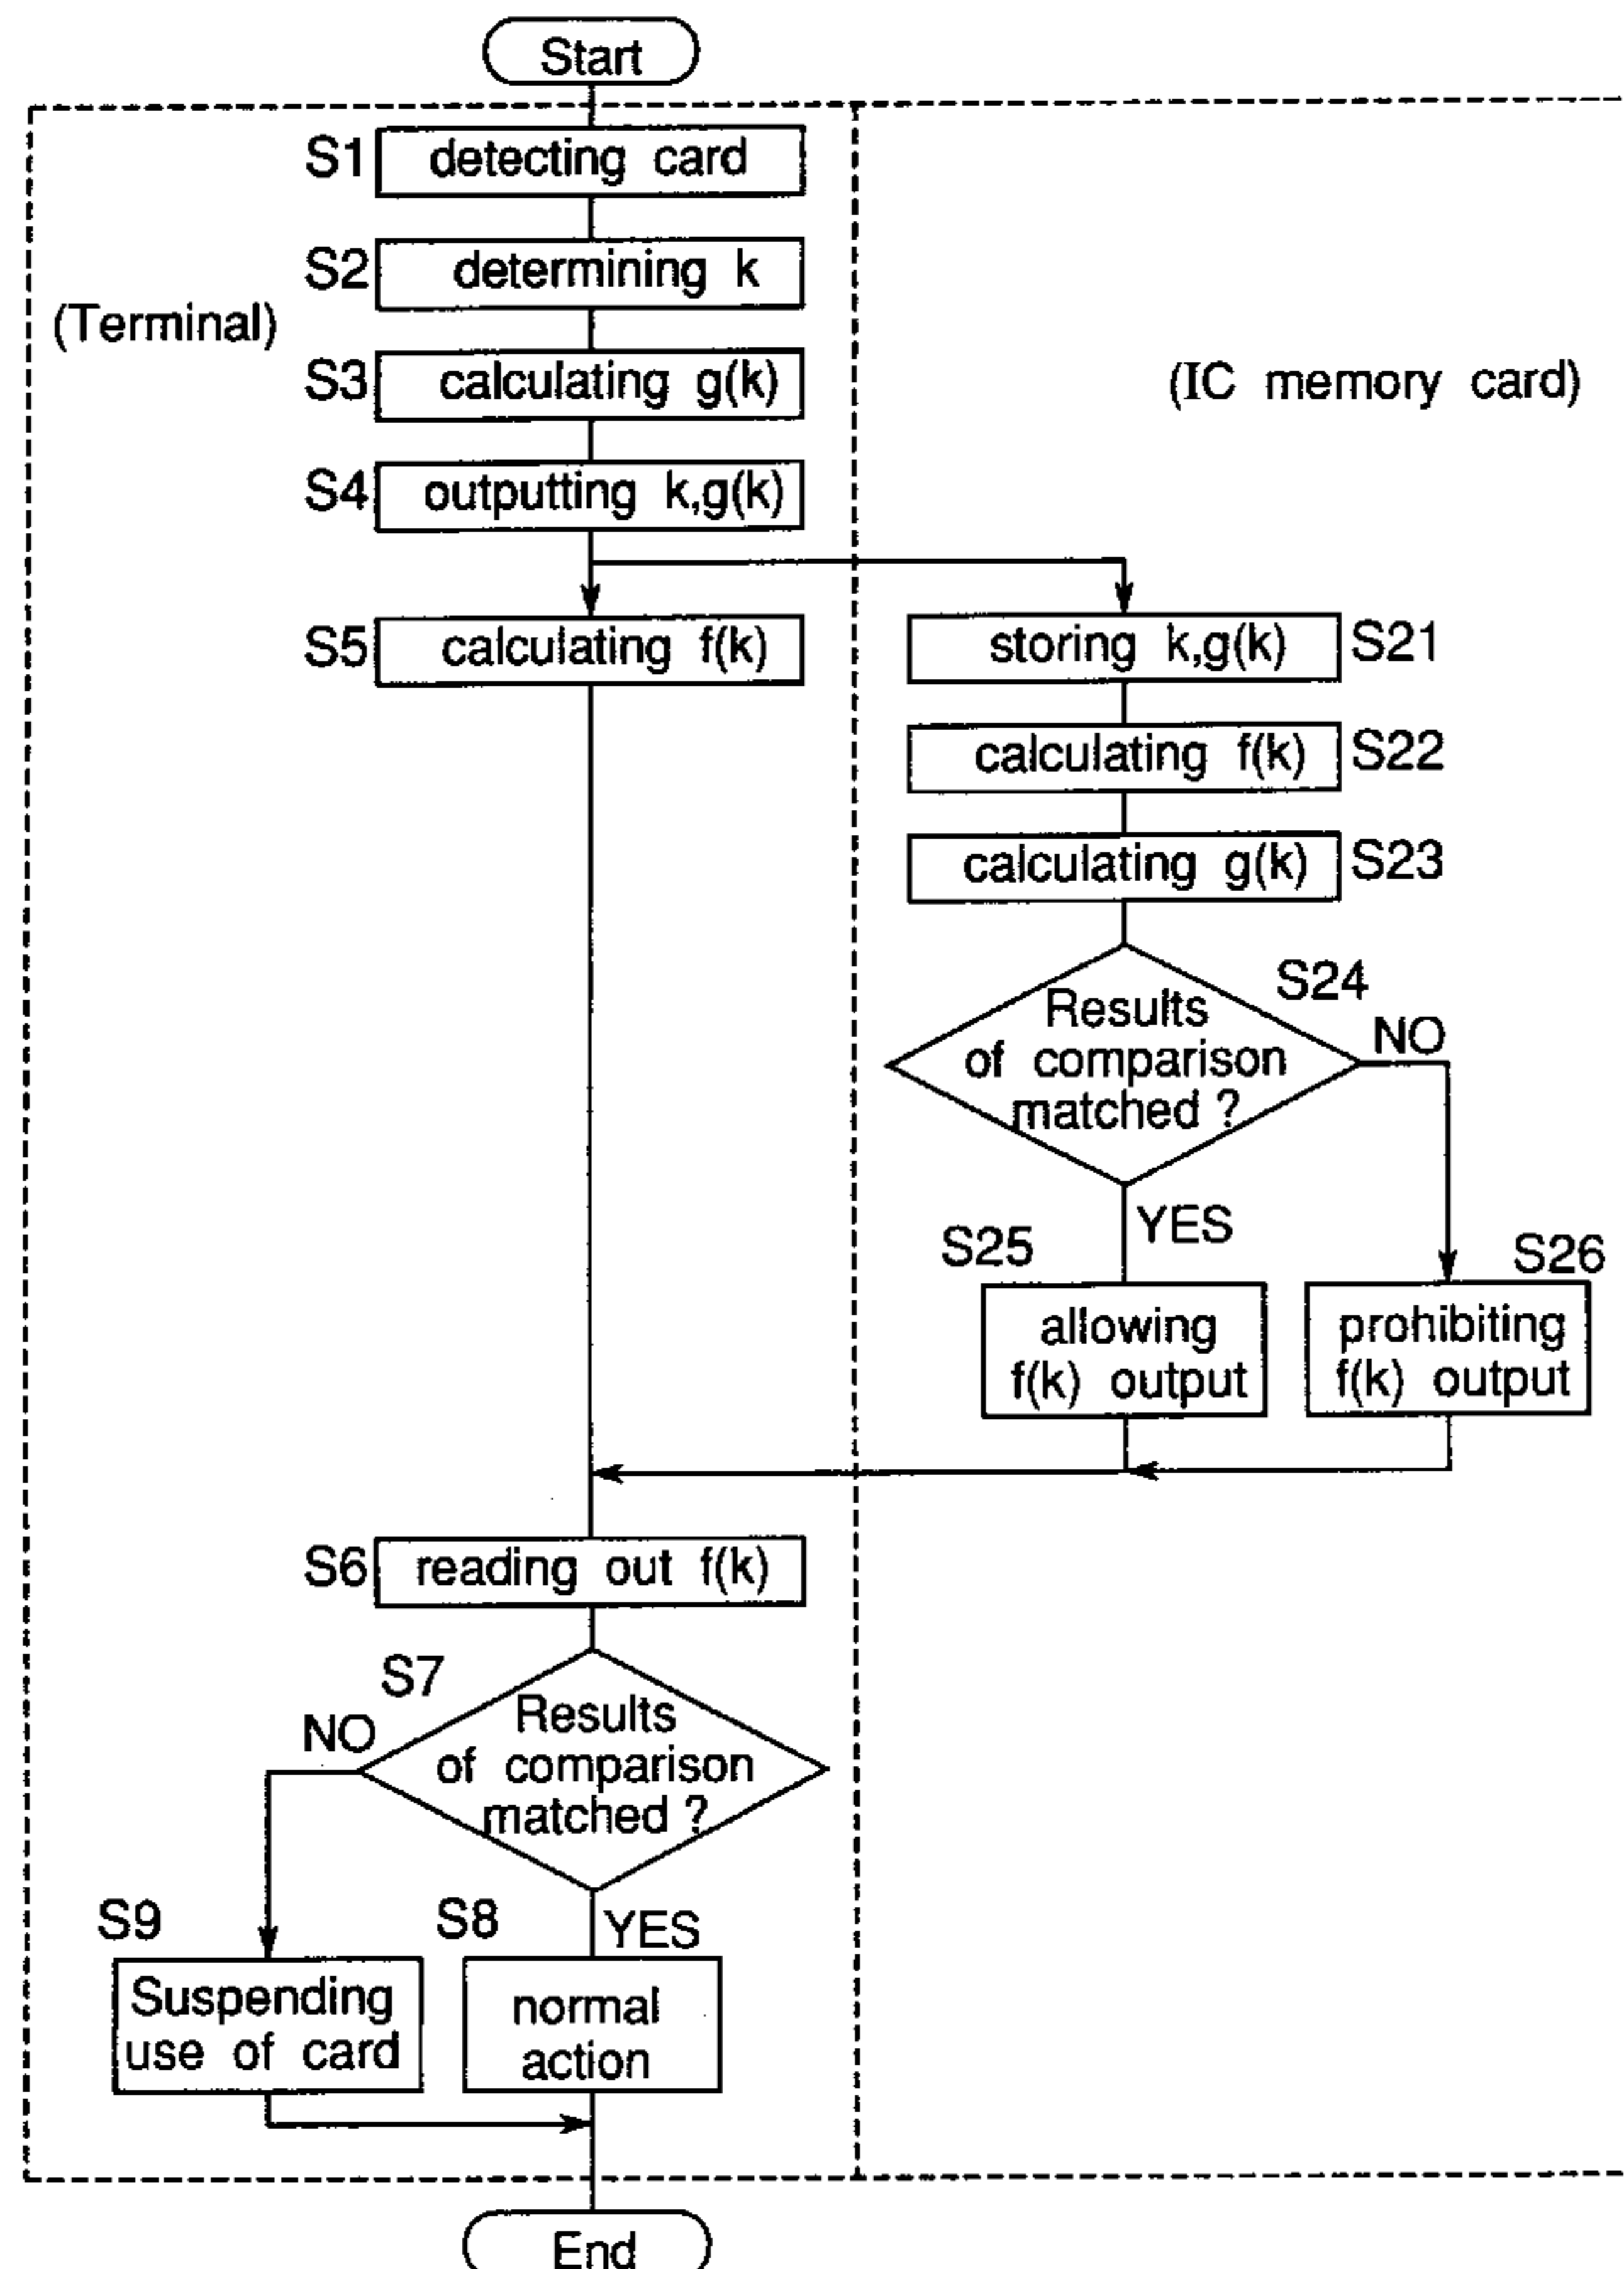 Start
S1 detecting card
S2 determining k
(Terminal)
S3 calculating g(k)
(IC memory card)
S4 outputting k,g(k)
S5 calculating f(k)
storing k,g(k) S21
calculating f(k) S22
calculating g(k) S23
S24
Results
of comparison
matched ?
NO
YES
S25
allowing
f(k) output
S26
prohibiting
f(k) output
S6 reading out f(k)
S7
Results
of comparison
matched ?
NO
YES
S9
Suspending
use of card
S8
normal
action
End